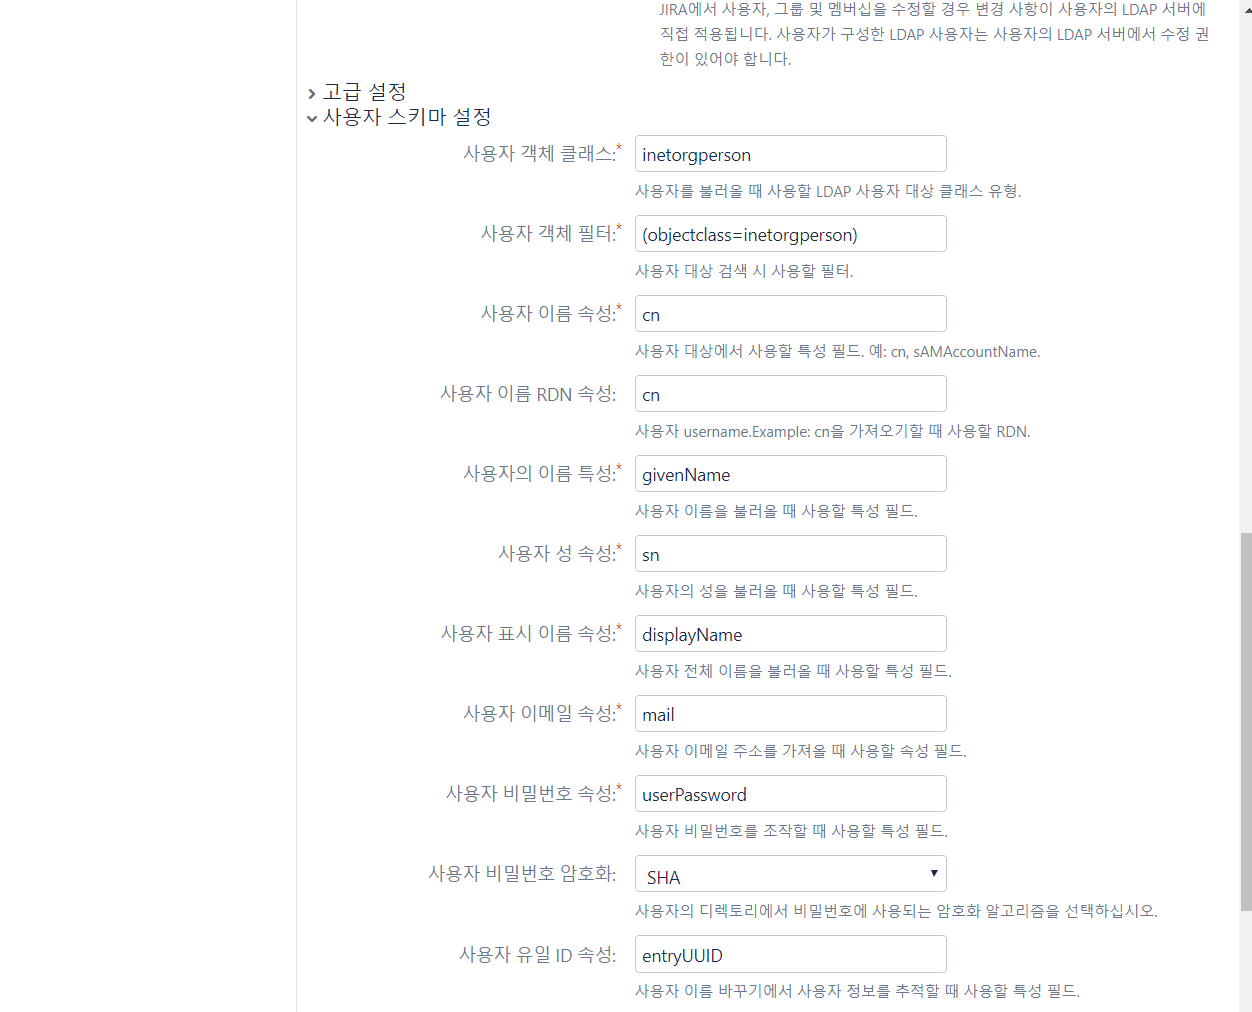 JIRA에서 사용자, 그룹 및 멤버십을 수정할 경우 변경 사항이 사용자의 LDAP 서버에
직접 적용됩니다. 사용자가 구성한 LDAP 사용자는 사용자의 LDAP 서버에서 수정 권
한이 있어야 합니다.
고급 설정
사용자 스키마 설정
사용자 객체 클래스:* inetorgperson
사용자를 불러올 때 사용할 LDAP 사용자 대상 클래스 유형.
사용자 객체 필터:* (objectclass=inetorgperson)
사용자 대상 검색 시 사용할 필터.
사용자 이름 속성:* cn
사용자 대상에서 사용할 특성 필드. 예: cn, sAMAccountName.
사용자 이름 RDN 속성: cn
사용자 username.Example: cn을 가져오기할 때 사용할 RDN.
사용자의 이름 특성:* givenName
사용자 이름을 불러올 때 사용할 특성 필드.
사용자 성 속성:* sn
사용자의 성을 불러올 때 사용할 특성 필드.
사용자 표시 이름 속성:* displayName
사용자 전체 이름을 불러올 때 사용할 특성 필드.
사용자 이메일 속성:* mail
사용자 이메일 주소를 가져올 때 사용할 속성 필드.
사용자 비밀번호 속성:* userPassword
사용자 비밀번호를 조작할 때 사용할 특성 필드.
사용자 비밀번호 암호화: SHA
사용자의 디렉토리에서 비밀번호에 사용되는 암호화 알고리즘을 선택하십시오.
사용자 유일 ID 속성: entryUUID
사용자 이름 바꾸기에서 사용자 정보를 추적할 때 사용할 특성 필드.